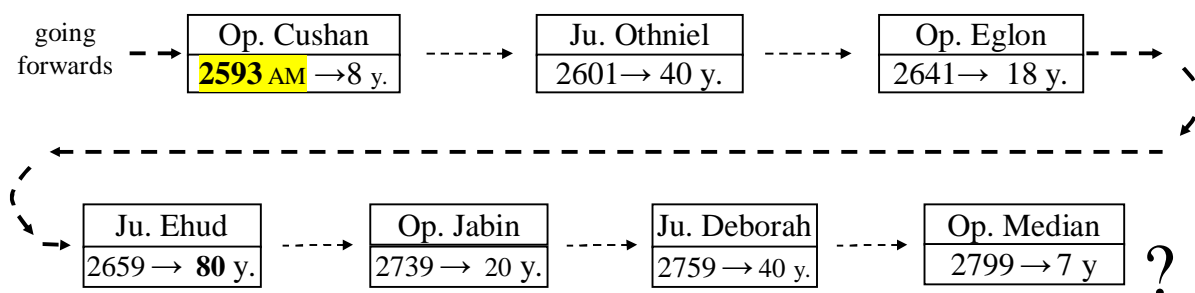 going
forwards
Op. Cushan
2593 AM →8 y.
Ju. Othniel
2601→ 40 y.
Op. Eglon
2641→ 18 y.
Ju. Ehud
2659 → 80 y.
Op. Jabin
2739 → 20 y.
Ju. Deborah
2759 → 40 y.
Op. Median
2799 → 7 y
?